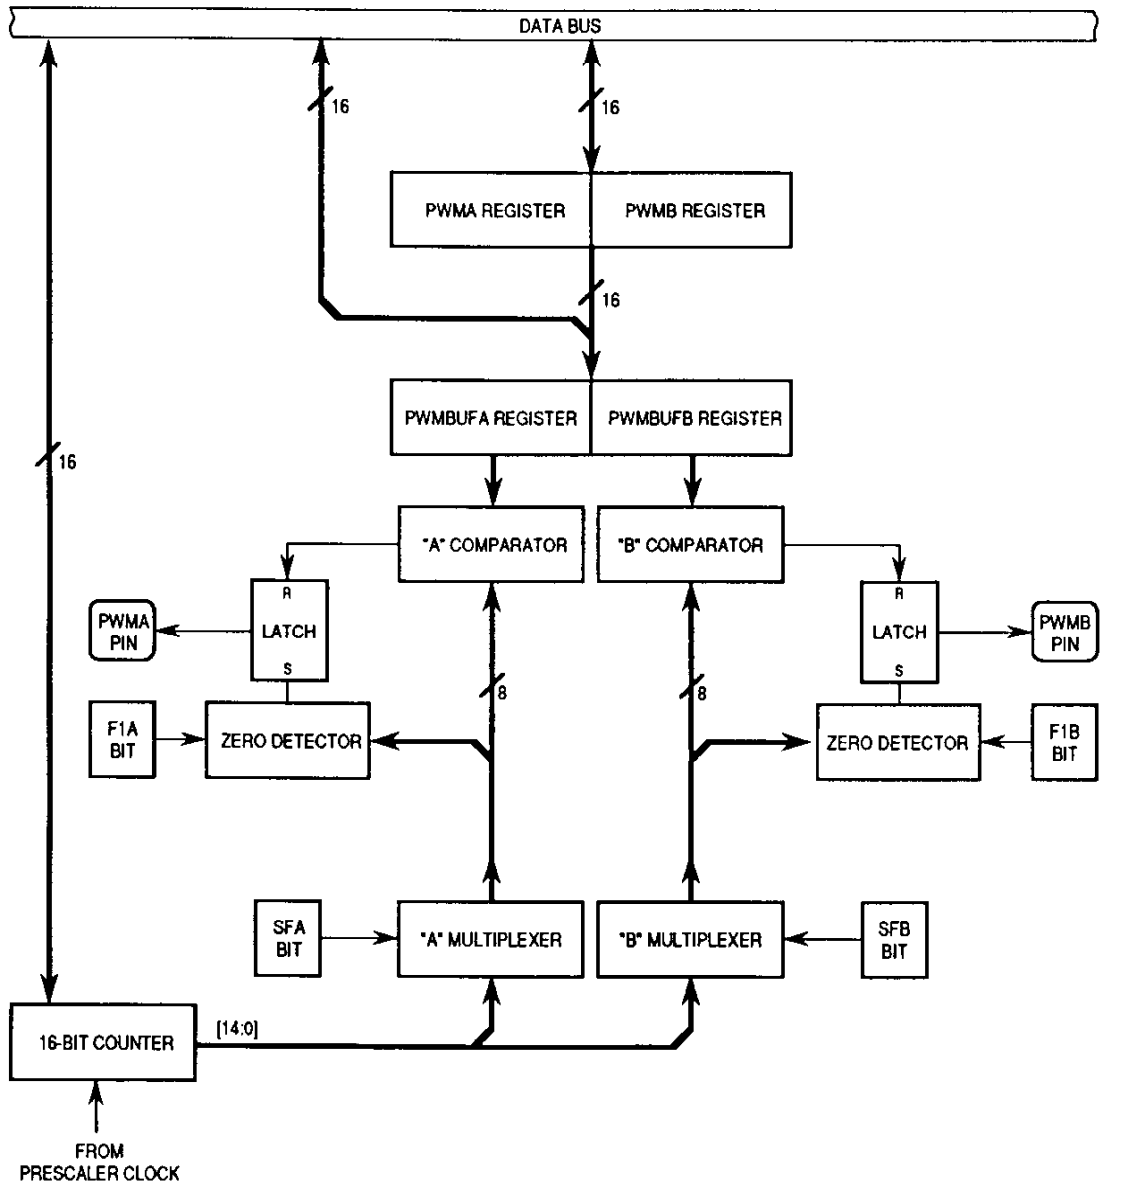 DATA BUS
16
16
PWMA REGISTER
PWMB REGISTER
16
PWMBUFA REGISTER
PWMBUFB REGISTER
16
"A" COMPARATOR
"B" COMPARATOR
R
LATCH
S
R
LATCH
S
PWMA
PIN
PWMB
PIN
8
8
F1A
BIT
ZERO DETECTOR
ZERO DETECTOR
F1B
BIT
SFA
BIT
"A" MULTIPLEXER
"B" MULTIPLEXER
SFB
BIT
16-BIT COUNTER
[14:0]
FROM
PRESCALER CLOCK